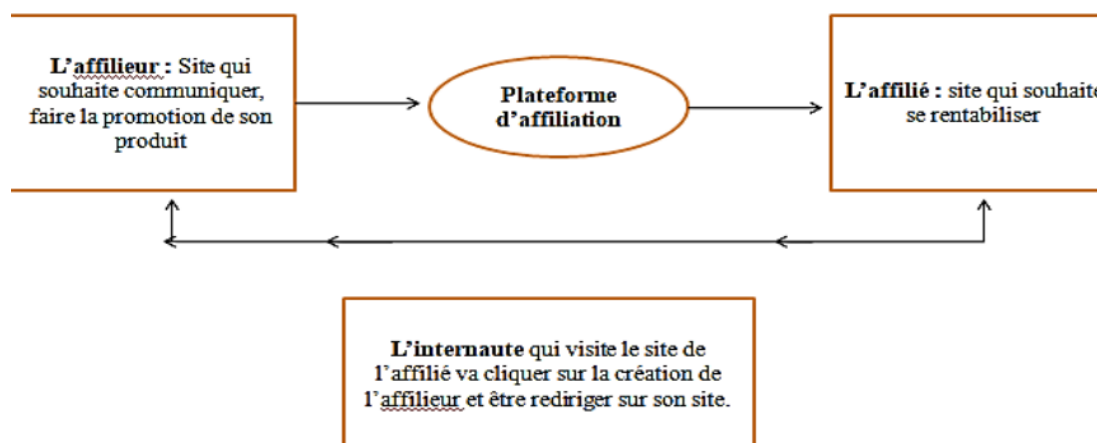 L’affilieur : Site qui
souhaite communiquer,
faire la promotion de son
produit
Plateforme
d’affiliation
L’affilié : site qui souhaite
se rentabiliser
L’internaute qui visite le site de
l’affilié va cliquer sur la création de
l’affilieur et être rediriger sur son site.